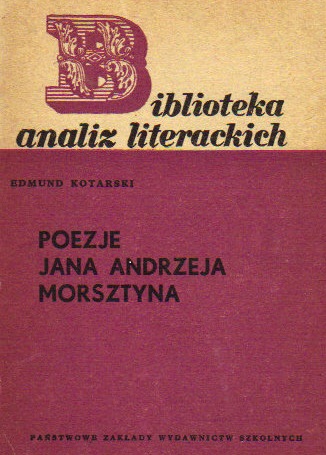 Biblioteka
analiz literackich
EDMUND KOTARSKI
POEZJE
JANA ANDRZEJA
MORSZTYNA
PAŃSTWOWE ZAKŁADY WYDAWNICTW SZKOLNYCH